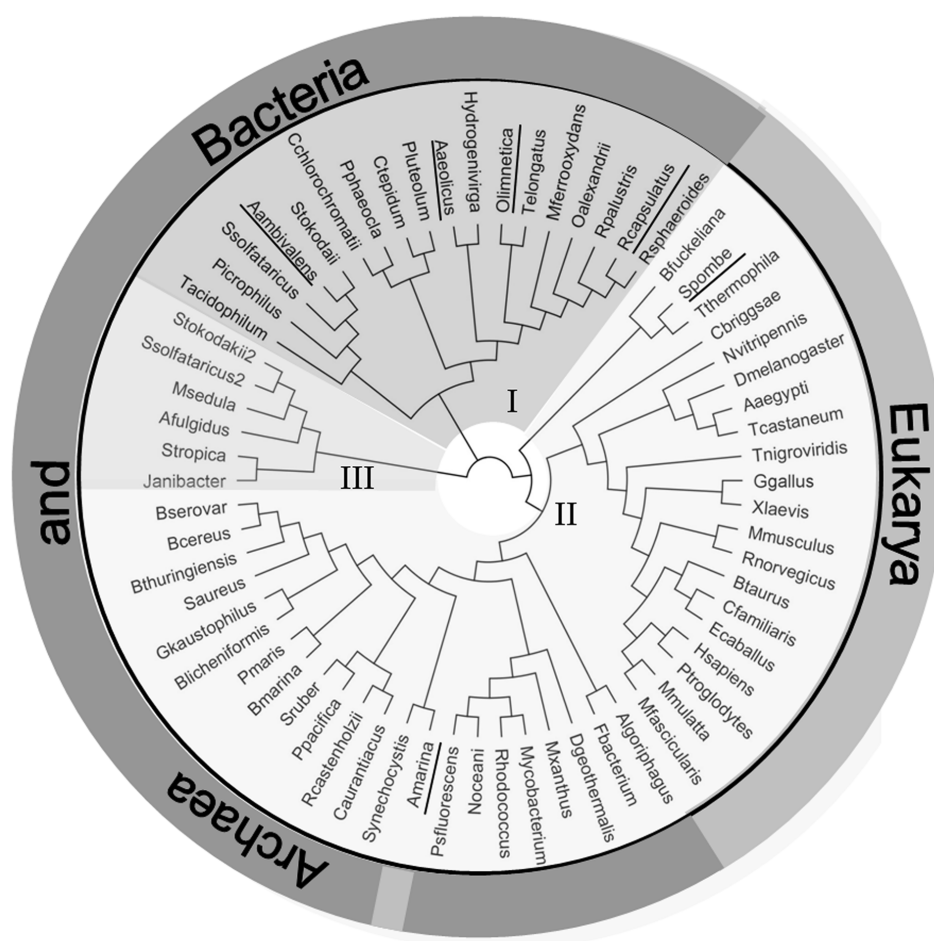 Bacteria
and
Archaea
Eukarya
I
II
III
Tacidophilum
Picrophilus
Ssolfataricus
Aambivalens
Stokodaii
Cchlorochromatii
Pphaeocla
Ctepidum
Pluteolum
Aaeolicus
Hydrogenivirga
Olimnetica
Telongatus
Mferrooxydans
Oalexandrii
Rpalustris
Rcapsulatus
Rsphaeroides
Bfuckeliana
Spombe
Tthermophila
Cbriggsae
Nvitripennis
Dmelanogaster
Aaegypti
Tcastaneum
Tnigroviridis
Ggallus
Xlaevis
Mmusculus
Rnorvegicus
Btaurus
Cfamiliaris
Ecaballus
Hsapiens
Ptroglodytes
Mmulatta
Mfascicularis
Algoriphagus
Fbacterium
Dgeothermalis
Mxanthus
Mycobacterium
Rhodococcus
Noceani
Psfluorescens
Amarina
Synechocystis
Caurantiacus
Rcastenholzii
Ppacifica
Sruber
Bmarina
Pmaris
Blicheniformis
Gkaustophilus
Saureus
Bthuringiensis
Bcereus
Bserovar
Janibacter
Stropica
Afulgidus
Msedula
Ssolfataricus2
Stokodakii2